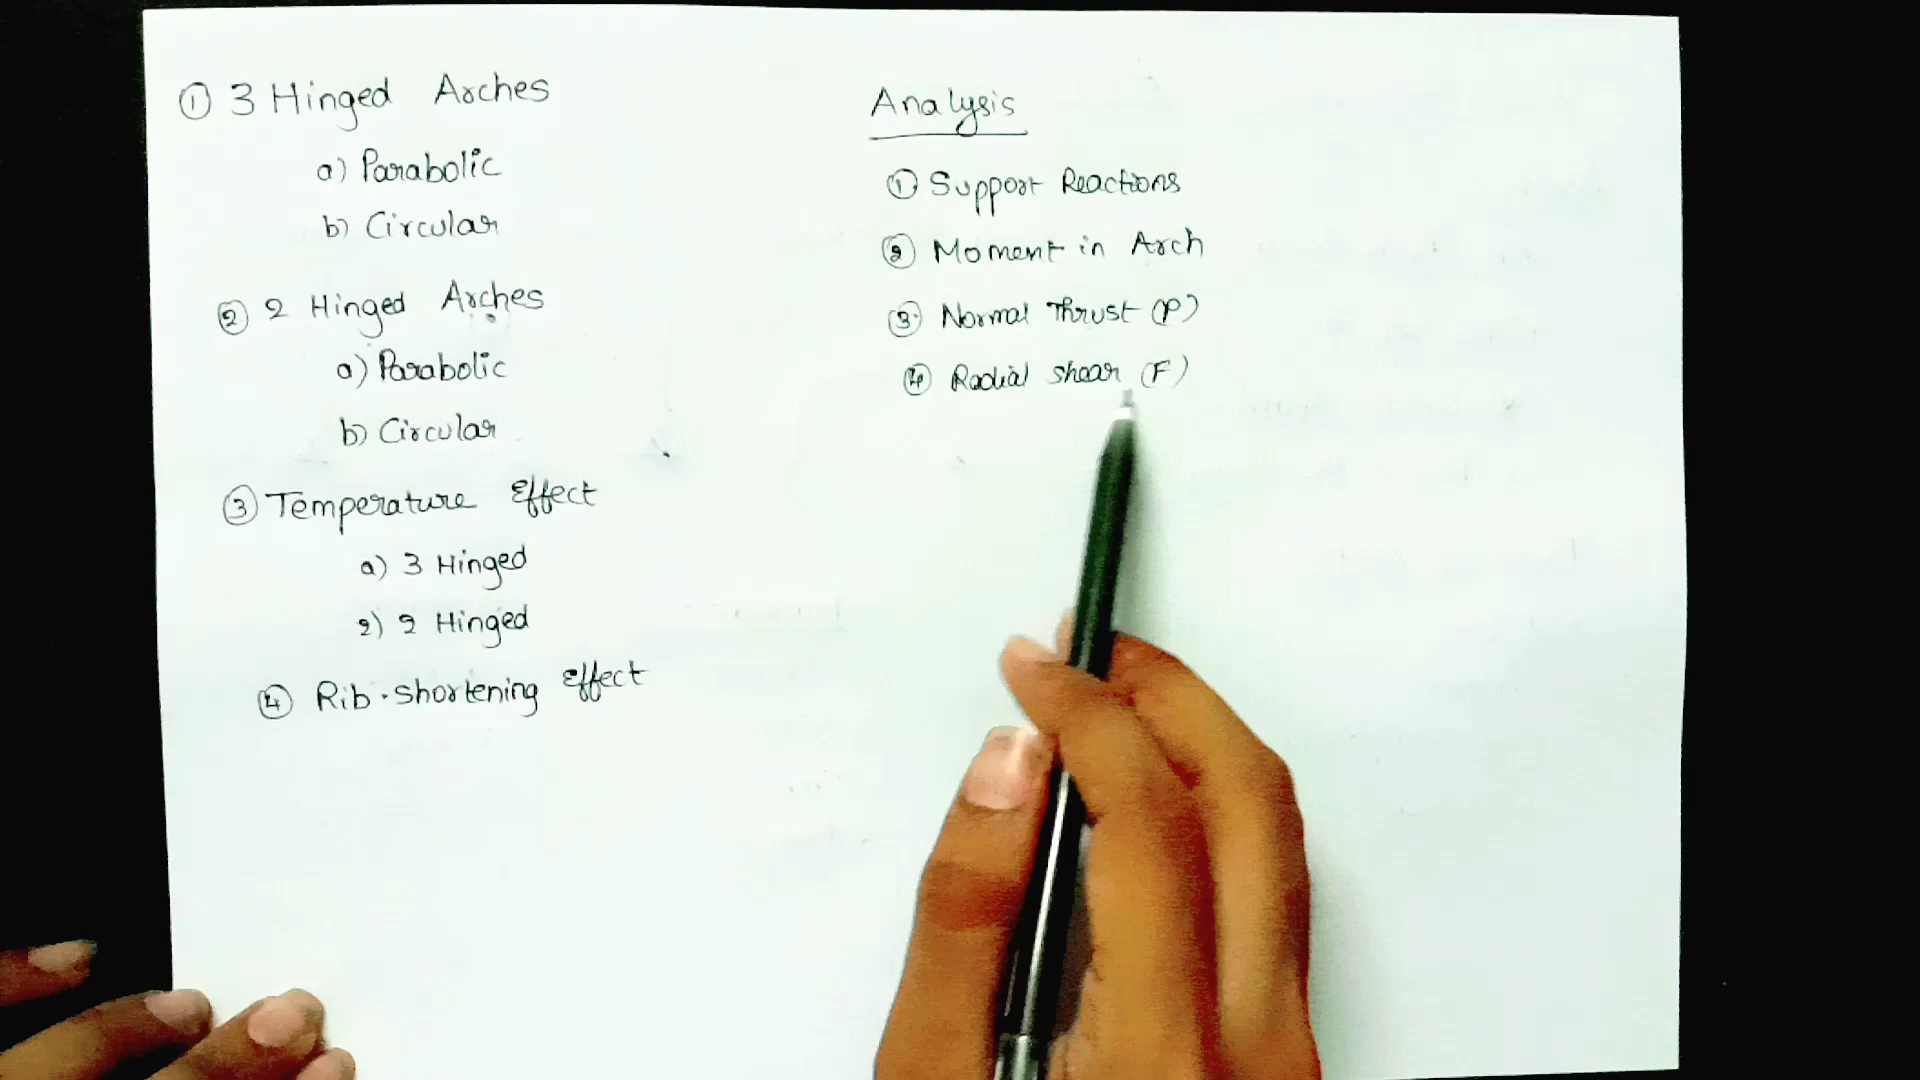 ① 3 Hinged Arches
a) Parabolic
b) Circular
② 2 Hinged Arches
a) Parabolic
b) Circular
③ Temperature Effect
a) 3 Hinged
2) 2 Hinged
④ Rib-Shortening Effect
Analysis
① Support Reactions
② Moment in Arch
③ Normal Thrust (P)
④ Radial Shear (F)